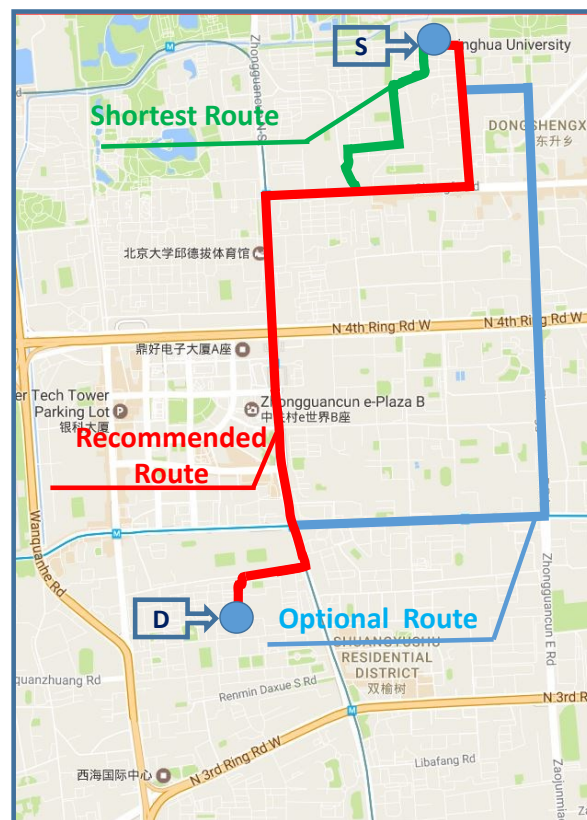 S
inghua University
Zhongguancun N S
Shortest Route
DONGSHENGX
东升乡
北京大学邱德拔体育馆
N 4th Ring Rd W
N 4th Ring Rd W
鼎好电子大厦A座
er Tech Tower
Parking Lot
银科大厦
Zhongguancun e-Plaza B
中关村e世界B座
Recommended
Route
Wanquanhe Rd
D
Optional Route
Zhongguancun E Rd
SHUANGYUSHU
RESIDENTIAL
DISTRICT
双榆树
quanzhuang Rd
Renmin Daxue S Rd
N 3rd R
N 3rd Ring Rd W
西海国际中心
Libafang Rd
Zaojunmiao